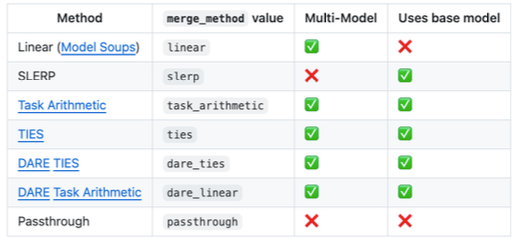 Method merge_method value Multi-Model Uses base model
Linear (Model Soups) linear ✅ ❌
SLERP slerp ❌ ✅
Task Arithmetic task_arithmetic ✅ ✅
TIES ties ✅ ✅
DARE TIES dare_ties ✅ ✅
DARE Task Arithmetic dare_linear ✅ ✅
Passthrough passthrough ❌ ❌